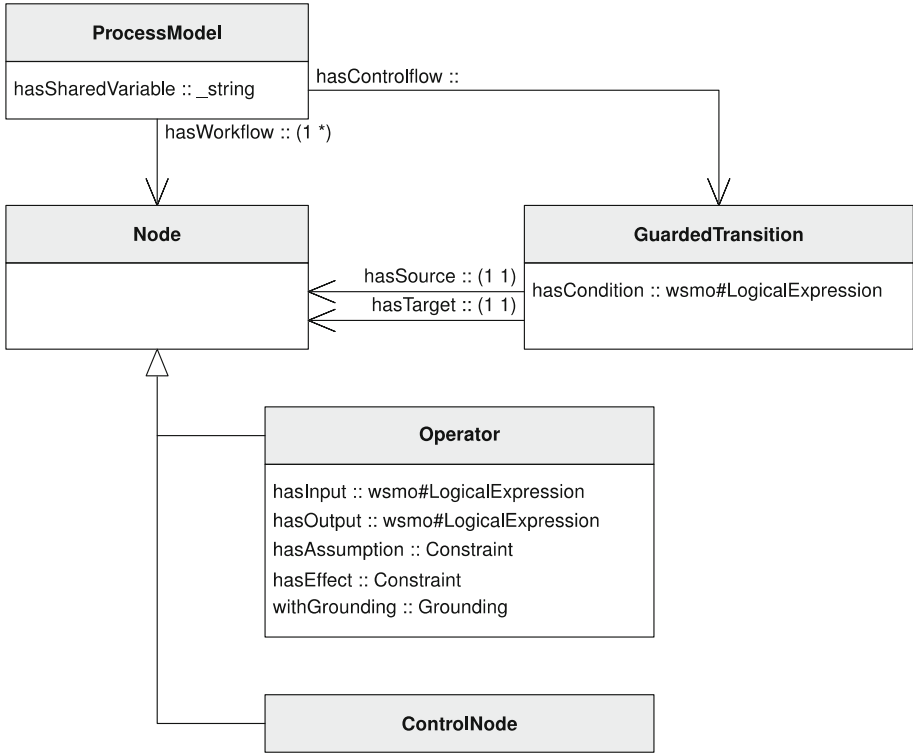 ProcessModel
hasSharedVariable :: _string
hasControlflow ::
hasWorkflow :: (1 *)
Node
GuardedTransition
hasSource :: (1 1)
hasCondition :: wsmo#LogicalExpression
hasTarget :: (1 1)
Operator
hasInput :: wsmo#LogicalExpression
hasOutput :: wsmo#LogicalExpression
hasAssumption :: Constraint
hasEffect :: Constraint
withGrounding :: Grounding
ControlNode